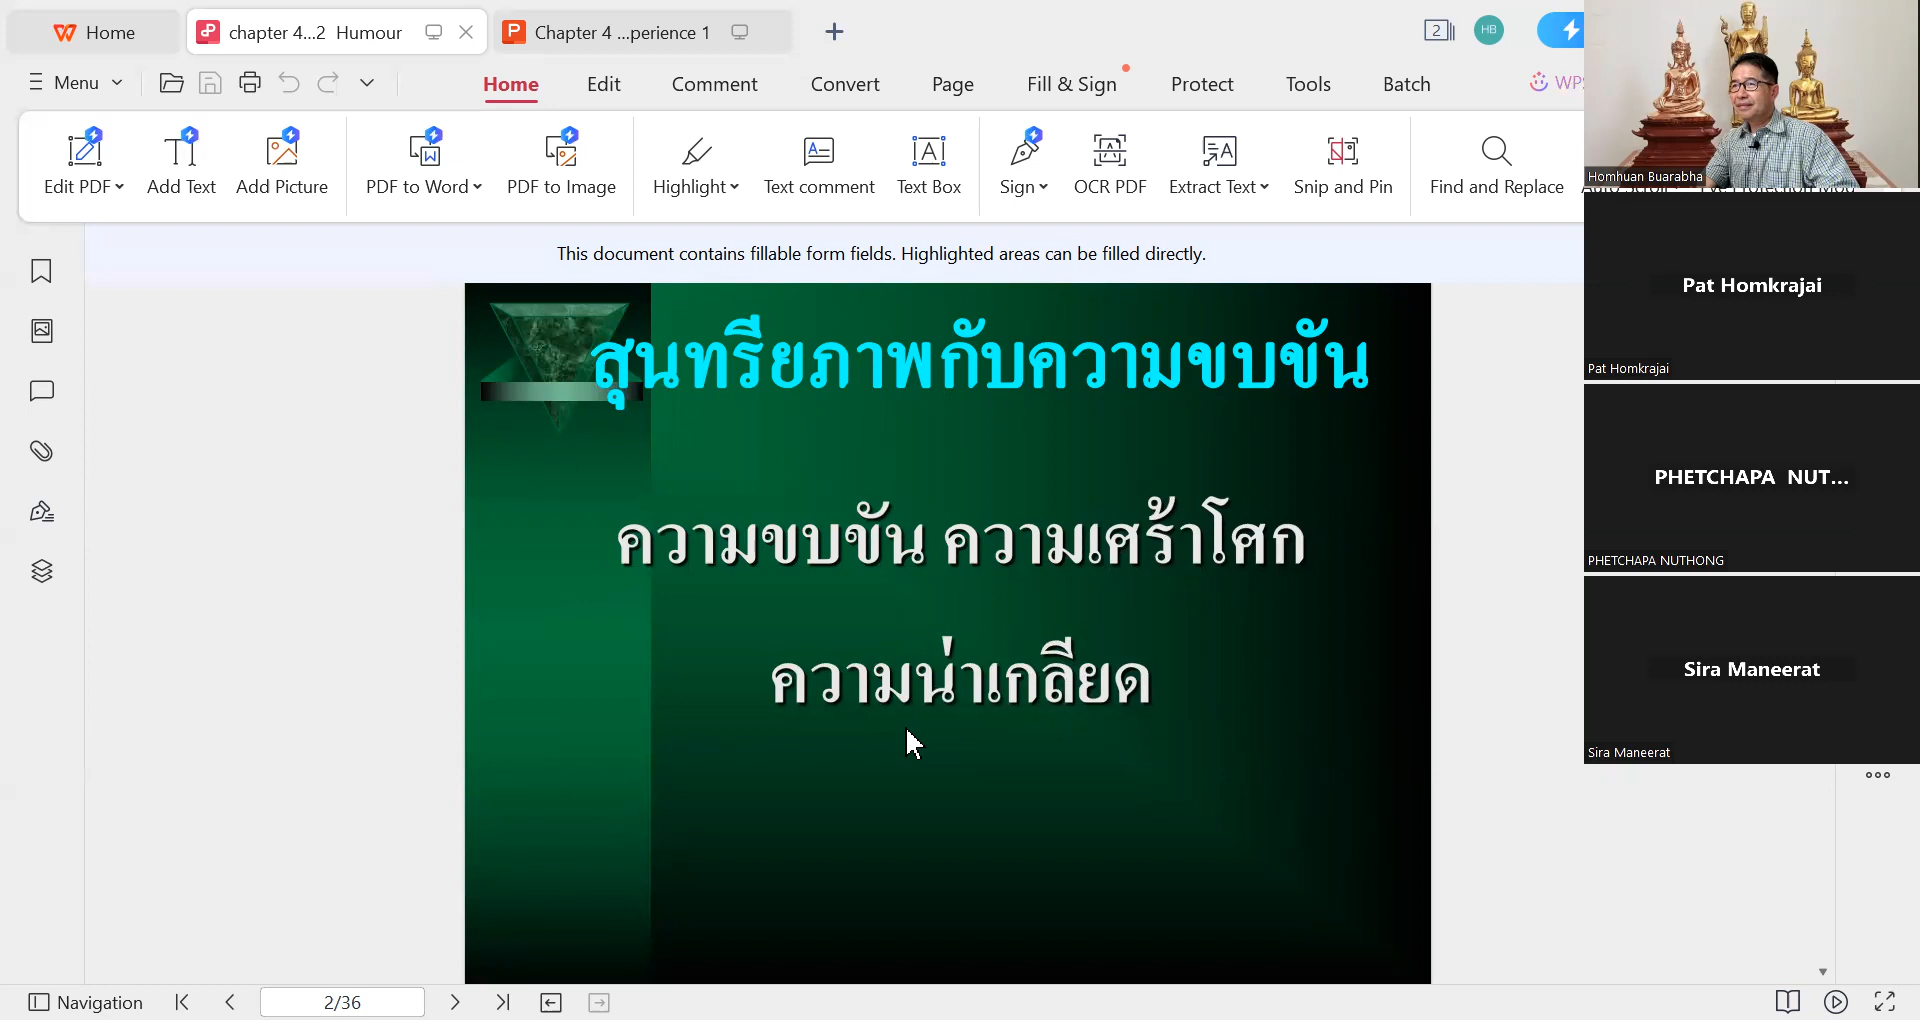 Home
chapter 4...2 Humour
Chapter 4 ...perience 1
2
HB
Menu
Home
Edit
Comment
Convert
Page
Fill & Sign
Protect
Tools
Batch
WPS
Edit PDF
Add Text
Add Picture
PDF to Word
PDF to Image
Highlight
Text comment
Text Box
Sign
OCR PDF
Extract Text
Snip and Pin
Find and Replace
This document contains fillable form fields. Highlighted areas can be filled directly.
สุนทรียภาพกับความขบขัน
ความขบขัน ความเศร้าโศก
ความน่าเกลียด
Homhuan Buarabha
Pat Homkrajai
Pat Homkrajai
PHETCHAPA NUT...
PHETCHAPA NUTHONG
Sira Maneerat
Sira Maneerat
Navigation
2/36